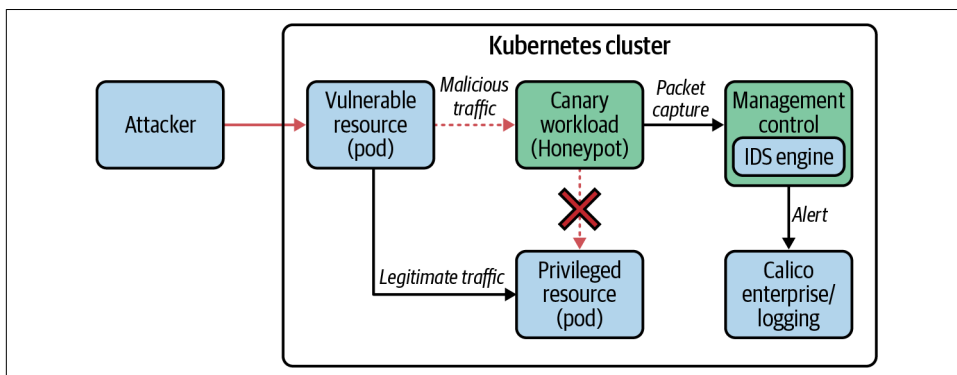 Kubernetes cluster
Attacker
Vulnerable
resource
(pod)
Malicious
traffic
Canary
workload
(Honeypot)
Packet
capture
Management
control
IDS engine
Alert
Legitimate traffic
Privileged
resource
(pod)
Calico
enterprise/
logging